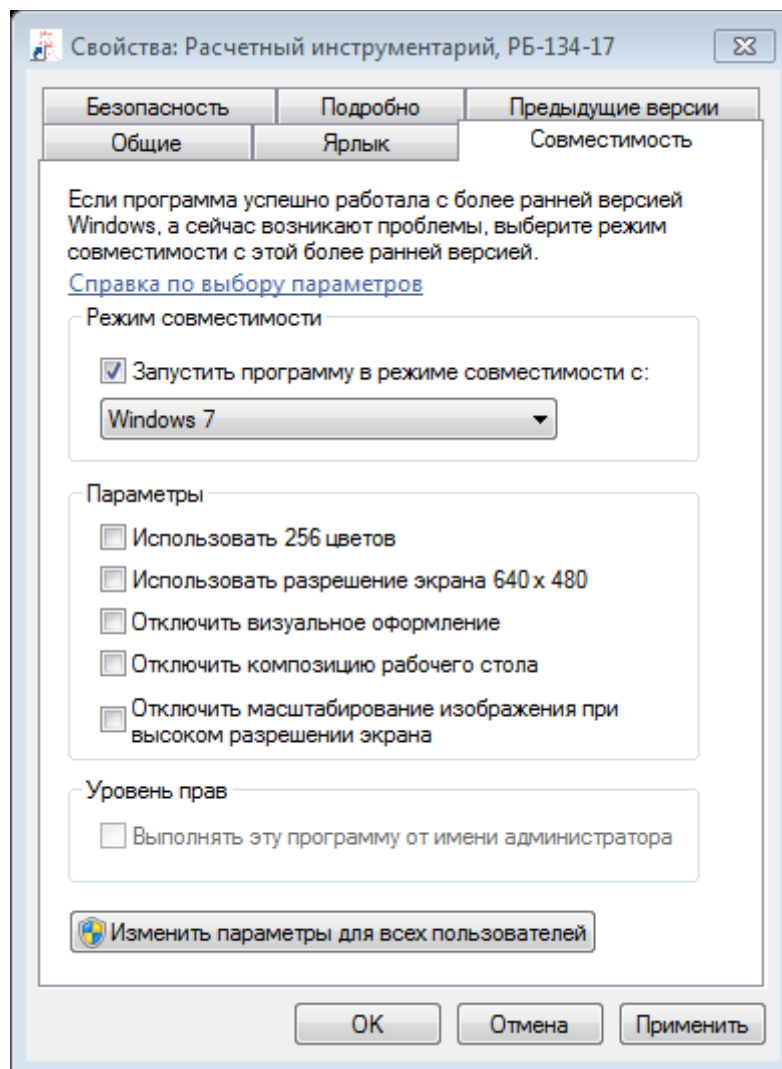 Свойства: Расчетный инструментарий, РБ-134-17
Безопасность
Подробно
Предыдущие версии
Общие
Ярлык
Совместимость
Если программа успешно работала с более ранней версией
Windows, а сейчас возникают проблемы, выберите режим
совместимости с этой более ранней версией.
Справка по выбору параметров
Режим совместимости
Запустить программу в режиме совместимости с:
Windows 7
Параметры
Использовать 256 цветов
Использовать разрешение экрана 640 x 480
Отключить визуальное оформление
Отключить композицию рабочего стола
Отключить масштабирование изображения при
высоком разрешении экрана
Уровень прав
Выполнять эту программу от имени администратора
Изменить параметры для всех пользователей
OK
Отмена
Применить